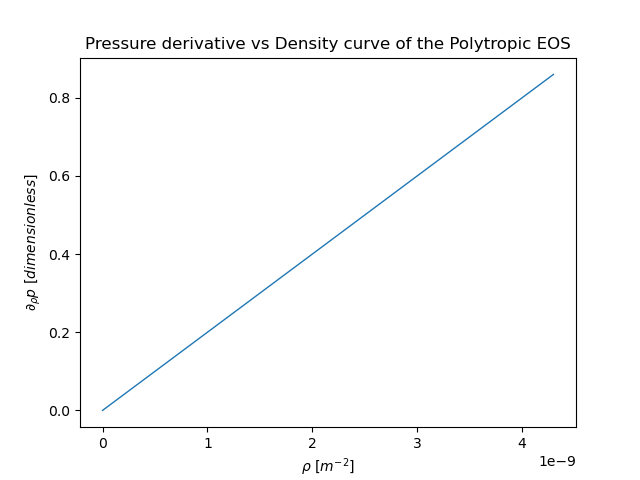 Pressure derivative vs Density curve of the Polytropic EOS
0.8
0.6
0.4
0.2
0.0
∂ρp [dimensionless]
0 1 2 3 4
1e−9
ρ [m⁻²]